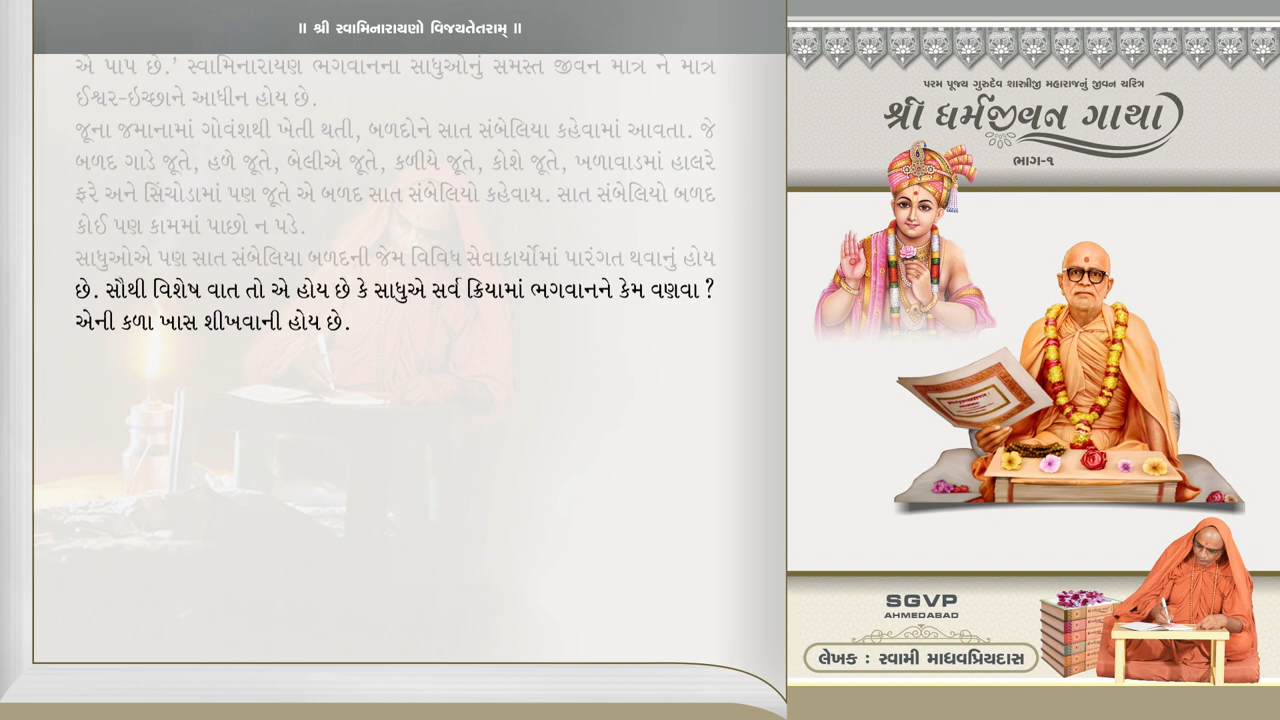 ॥ શ્રી સ્વામિનારાયણો વિજયતેતરામ્ ॥
એ પાપ છે.’ સ્વામિનારાયણ ભગવાનના સાધુઓનું સમસ્ત જીવન માત્ર ને માત્ર
ઈશ્વર-ઇચ્છાને આધીન હોય છે.
જૂના જમાનામાં ગોવંશથી ખેતી થતી, બળદોને સાત સંબેલિયા કહેવામાં આવતા. જે
બળદ ગાડે જૂતે, હળે જૂતે, બેલીએ જૂતે, કળીયે જૂતે, કોશે જૂતે, ખળાવાડમાં હાલરે
ફરે અને સિંચોડામાં પણ જૂતે એ બળદ સાત સંબેલિયો કહેવાય. સાત સંબેલિયો બળદ
કોઈ પણ કામમાં પાછો ન પડે.
સાધુઓએ પણ સાત સંબેલિયા બળદની જેમ વિવિધ સેવાકાર્યોમાં પારંગત થવાનું હોય
છે. સૌથી વિશેષ વાત તો એ હોય છે કે સાધુએ સર્વ ક્રિયામાં ભગવાનને કેમ વણવા ?
એની કળા ખાસ શીખવાની હોય છે.
પરમ પૂજ્ય ગુરુદેવ શાસ્ત્રીજી મહારાજનું જીવન ચરિત્ર
શ્રી ધર્મજીવન ગાથા
ભાગ-૧
SGVP
AHMEDABAD
લેખક : સ્વામી માધવપ્રિયદાસ